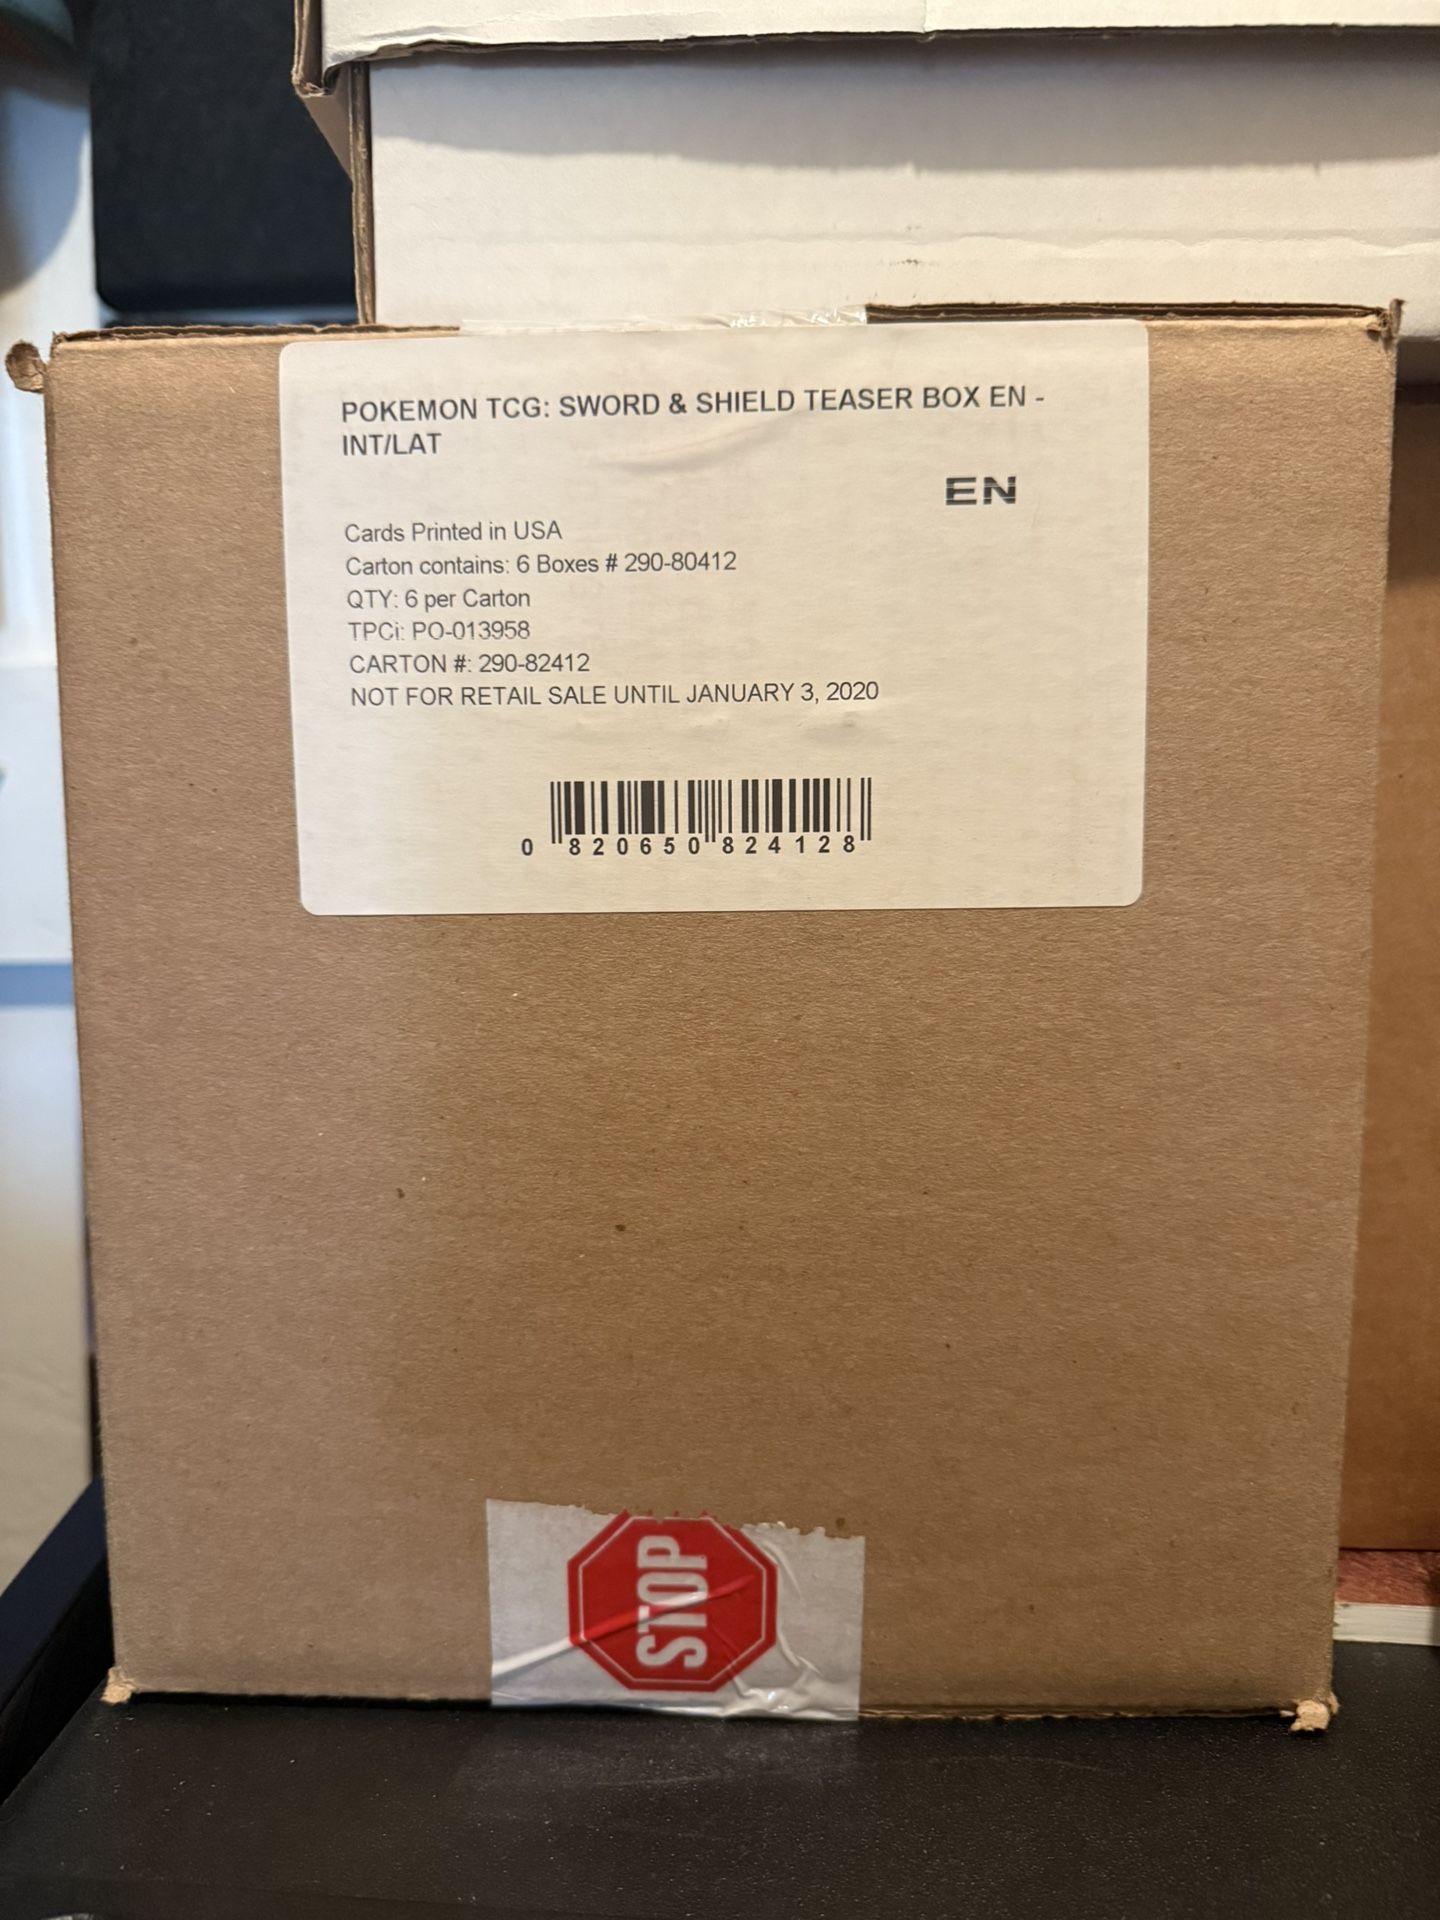 POKEMON TCG: SWORD & SHIELD TEASER BOX EN -
INT/LAT
EN
Cards Printed in USA
Carton contains: 6 Boxes # 290-80412
QTY: 6 per Carton
TPCi: PO-013958
CARTON #: 290-82412
NOT FOR RETAIL SALE UNTIL JANUARY 3, 2020
0 820650 824128
STOP